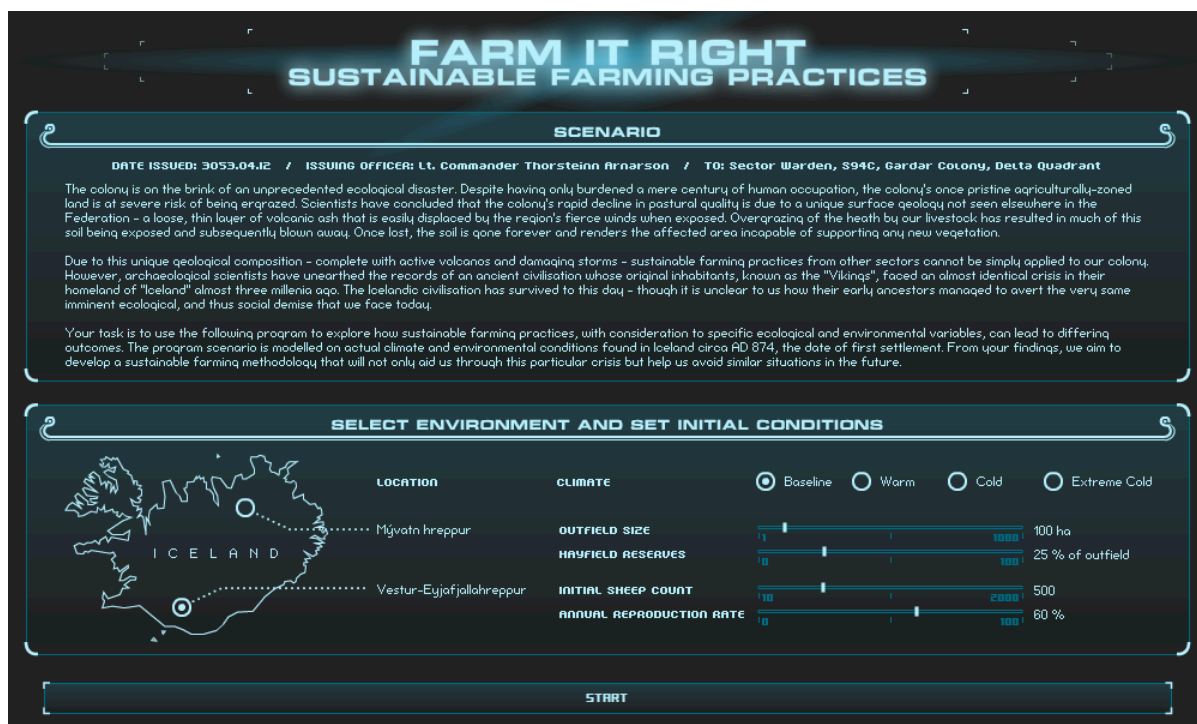 FARM IT RIGHT
SUSTAINABLE FARMING PRACTICES
SCENARIO
DATE ISSUED: 3053.04.12 / ISSUING OFFICER: Lt. Commander Thorsteinn Arnarson / TO: Sector Warden, S94C, Gardar Colony, Delta Quadrant
The colony is on the brink of an unprecedented ecological disaster. Despite having only burdened a mere century of human occupation, the colony's once pristine agriculturally-zoned
land is at severe risk of being ergrazed. Scientists have concluded that the colony's rapid decline in pastural quality is due to a unique surface geology not seen elsewhere in the
Federation - a loose, thin layer of volcanic ash that is easily displaced by the region's fierce winds when exposed. Overgrazing of the heath by our livestock has resulted in much of this
soil being exposed and subsequently blown away. Once lost, the soil is gone forever and renders the affected area incapable of supporting any new vegetation.
Due to this unique geological composition - complete with active volcanos and damaging storms - sustainable farming practices from other sectors cannot be simply applied to our colony.
However, archaeological scientists have unearthed the records of an ancient civilisation whose original inhabitants, known as the "Vikings", faced an almost identical crisis in their
homeland of "Iceland" almost three millenia ago. The Icelandic civilisation has survived to this day - though it is unclear to us how their early ancestors managed to avert the very same
imminent ecological, and thus social demise that we face today.
Your task is to use the following program to explore how sustainable farming practices, with consideration to specific ecological and environmental variables, can lead to differing
outcomes. The program scenario is modelled on actual climate and environmental conditions found in Iceland circa AD 874, the date of first settlement. From your findings, we aim to
develop a sustainable farming methodology that will not only aid us through this particular crisis but help us avoid similar situations in the future.
SELECT ENVIRONMENT AND SET INITIAL CONDITIONS
LOCATION CLIMATE Baseline Warm Cold Extreme Cold
Mývatn hreppur OUTFIELD SIZE 100 ha
1 1000
ICELAND HAYFIELD RESERVES 25 % of outfield
0 100
Vestur-Eyjafjallahreppur INITIAL SHEEP COUNT 500
10 2000
ANNUAL REPRODUCTION RATE 60 %
0 100
START